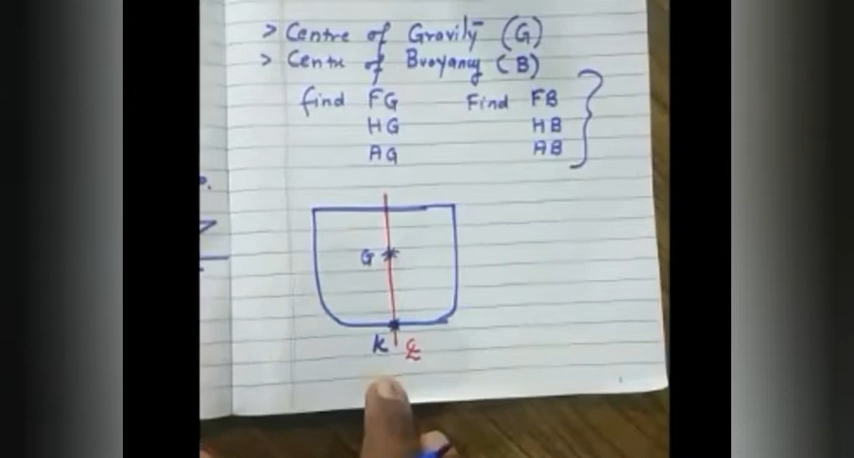 > Centre of Gravity (G)
> Centre of Buoyancy (B)
find FG Find FB
HG HB
AG AB
G
K ℄